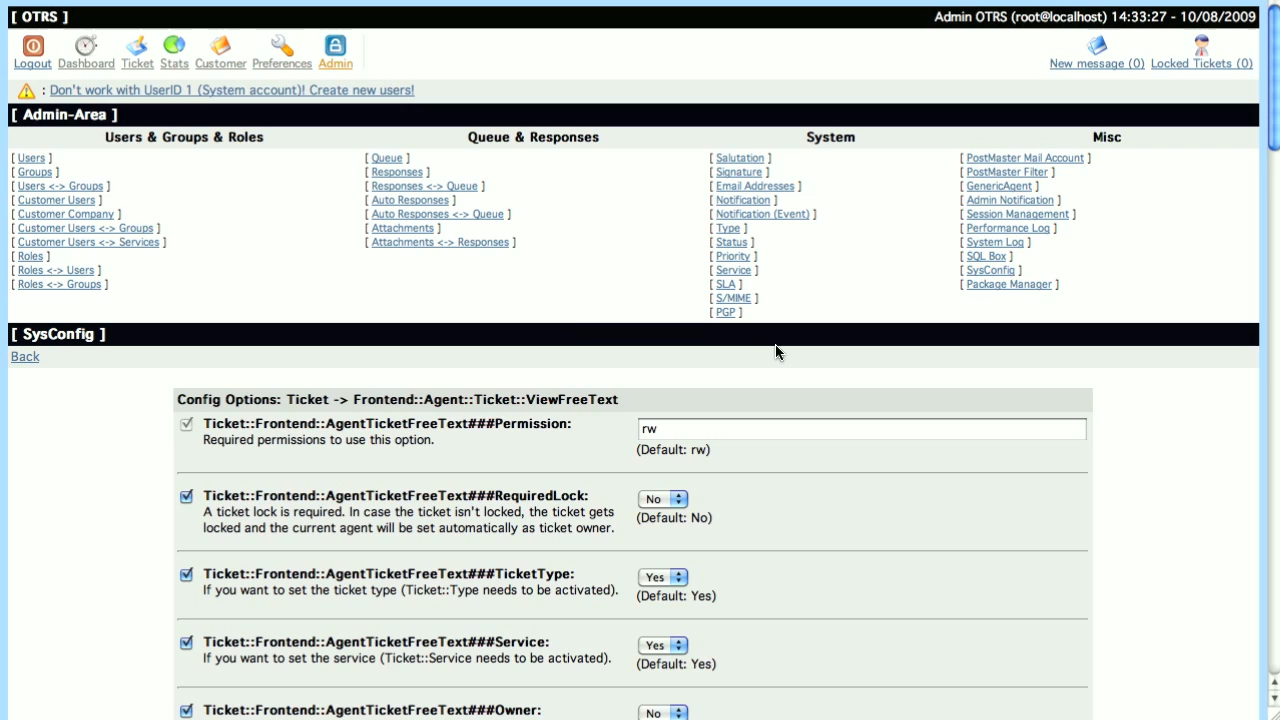 [ OTRS ]
Admin OTRS (root@localhost) 14:33:27 - 10/08/2009
Logout Dashboard Ticket Stats Customer Preferences Admin
New message (0) Locked Tickets (0)
: Don't work with UserID 1 (System account)! Create new users!
[ Admin-Area ]
Users & Groups & Roles
[ Users ]
[ Groups ]
[ Users <-> Groups ]
[ Customer Users ]
[ Customer Company ]
[ Customer Users <-> Groups ]
[ Customer Users <-> Services ]
[ Roles ]
[ Roles <-> Users ]
[ Roles <-> Groups ]
Queue & Responses
[ Queue ]
[ Responses ]
[ Responses <-> Queue ]
[ Auto Responses ]
[ Auto Responses <-> Queue ]
[ Attachments ]
[ Attachments <-> Responses ]
System
[ Salutation ]
[ Signature ]
[ Email Addresses ]
[ Notification ]
[ Notification (Event) ]
[ Type ]
[ Status ]
[ Priority ]
[ Service ]
[ SLA ]
[ S/MIME ]
[ PGP ]
Misc
[ PostMaster Mail Account ]
[ PostMaster Filter ]
[ GenericAgent ]
[ Admin Notification ]
[ Session Management ]
[ Performance Log ]
[ System Log ]
[ SQL Box ]
[ SysConfig ]
[ Package Manager ]
[ SysConfig ]
Back
Config Options: Ticket -> Frontend::Agent::Ticket::ViewFreeText
Ticket::Frontend::AgentTicketFreeText###Permission:
Required permissions to use this option.
rw
(Default: rw)
Ticket::Frontend::AgentTicketFreeText###RequiredLock:
A ticket lock is required. In case the ticket isn't locked, the ticket gets
locked and the current agent will be set automatically as ticket owner.
No
(Default: No)
Ticket::Frontend::AgentTicketFreeText###TicketType:
If you want to set the ticket type (Ticket::Type needs to be activated).
Yes
(Default: Yes)
Ticket::Frontend::AgentTicketFreeText###Service:
If you want to set the service (Ticket::Service needs to be activated).
Yes
(Default: Yes)
Ticket::Frontend::AgentTicketFreeText###Owner:
No